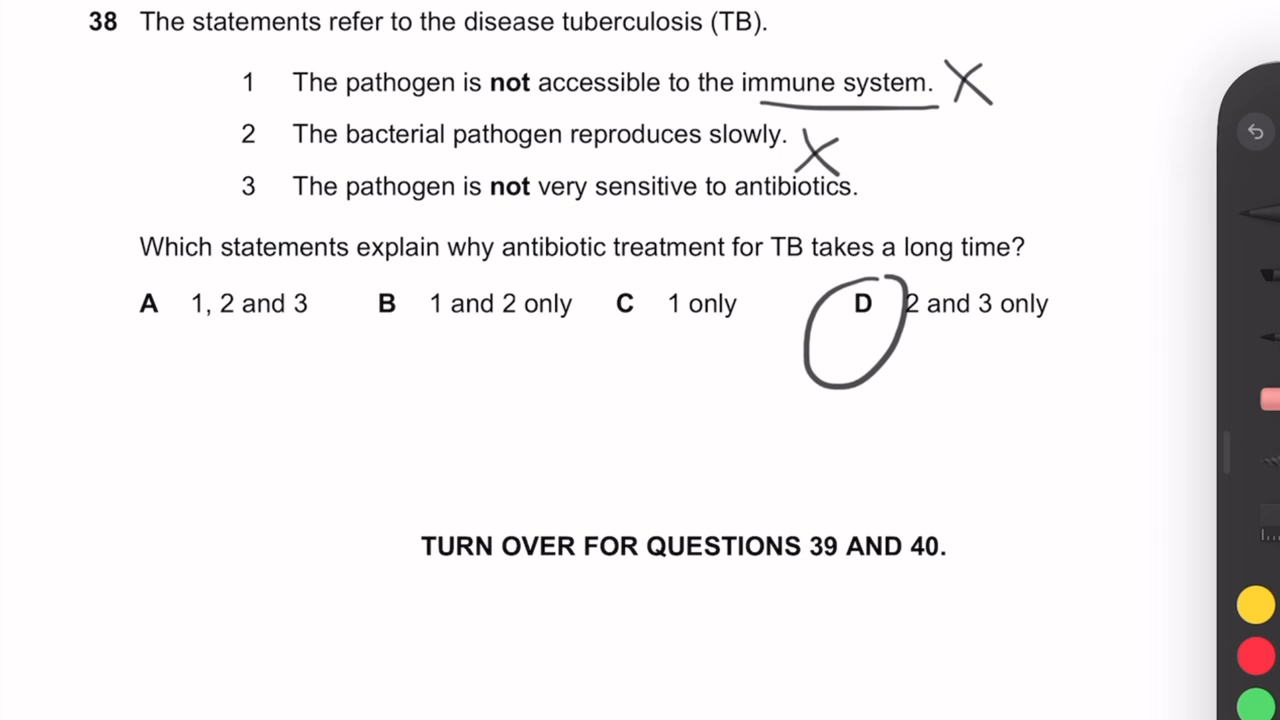 38 The statements refer to the disease tuberculosis (TB).
1 The pathogen is not accessible to the immune system.
2 The bacterial pathogen reproduces slowly.
3 The pathogen is not very sensitive to antibiotics.
Which statements explain why antibiotic treatment for TB takes a long time?
A 1, 2 and 3 B 1 and 2 only C 1 only D 2 and 3 only
TURN OVER FOR QUESTIONS 39 AND 40.